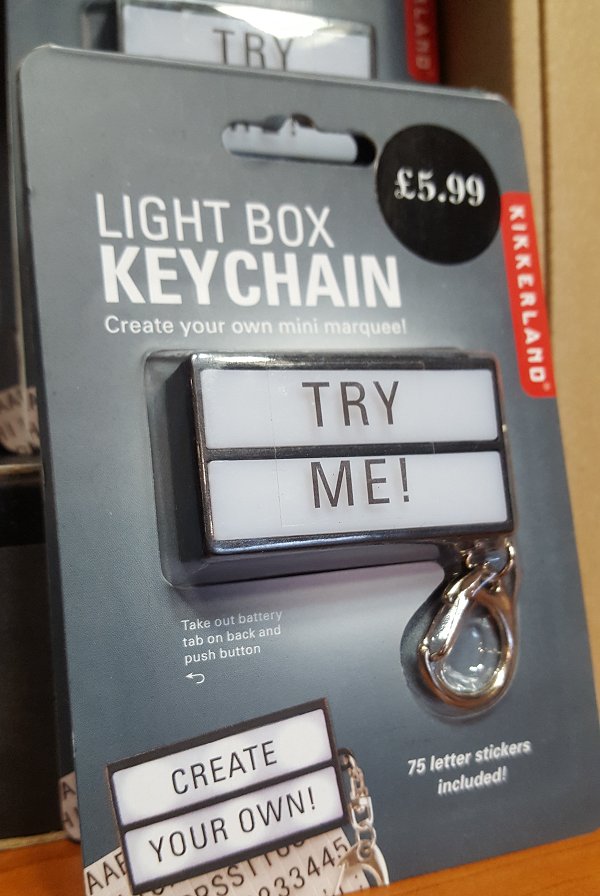 TRY
£5.99
KIKKERLAND
LIGHT BOX
KEYCHAIN
Create your own mini marquee!
TRY
ME!
Take out battery
tab on back and
push button
75 letter stickers
included!
CREATE
YOUR OWN!
233445